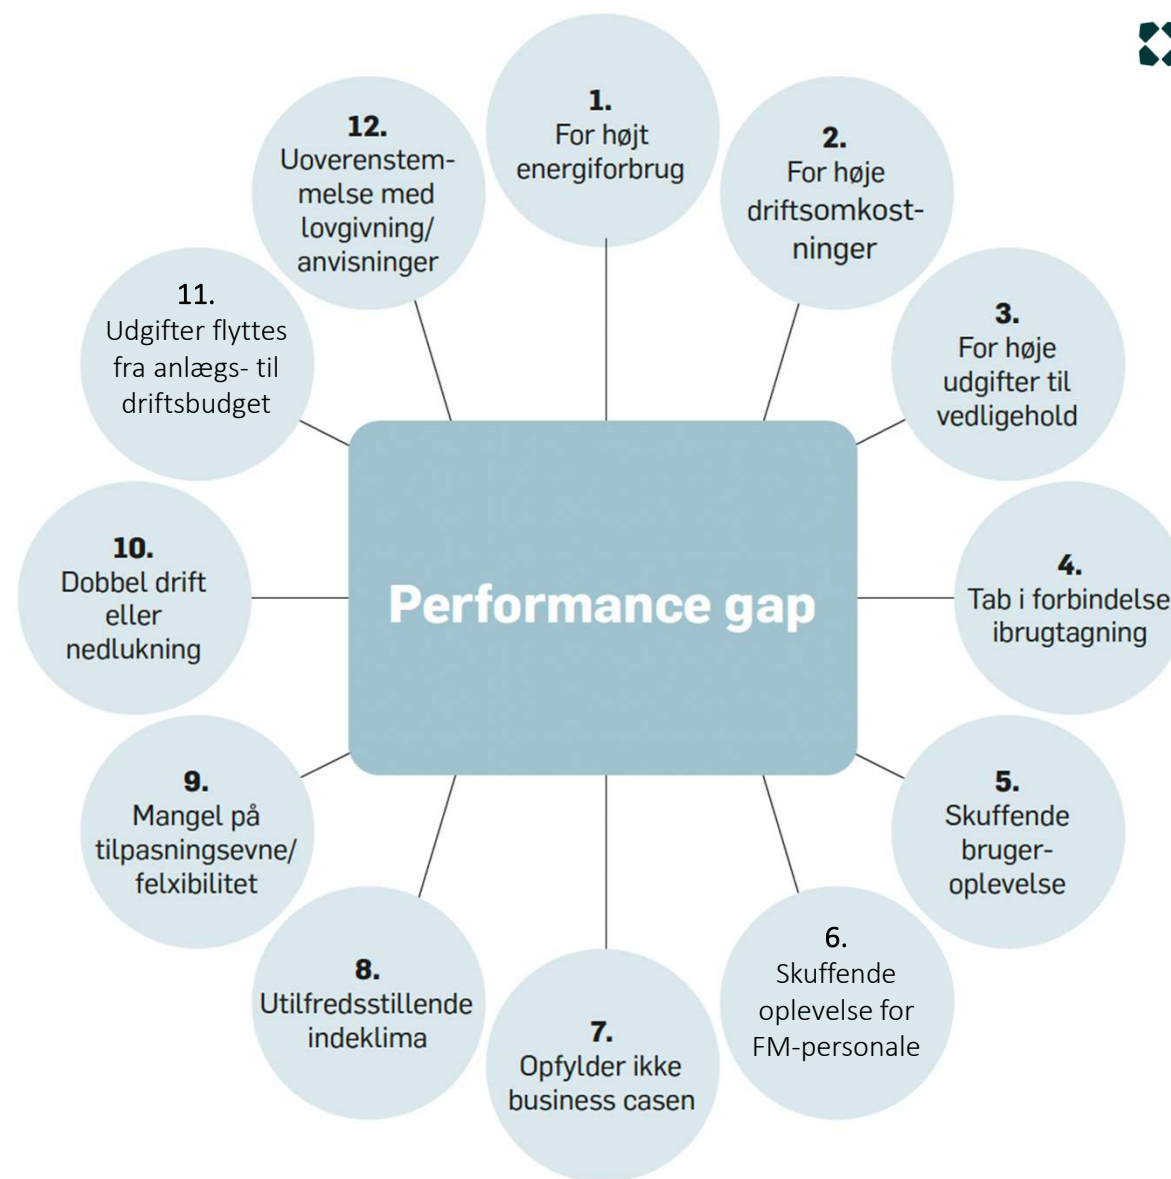 1.
For højt
energiforbrug
2.
For høje
driftsomkost-
ninger
3.
For høje
udgifter til
vedligehold
4.
Tab i forbindelse
ibrugtagning
5.
Skuffende
bruger-
oplevelse
6.
Skuffende
oplevelse for
FM-personale
7.
Opfylder ikke
business casen
8.
Utilfredsstillende
indeklima
9.
Mangel på
tilpasningsevne/
felxibilitet
10.
Dobbel drift
eller
nedlukning
11.
Udgifter flyttes
fra anlægs- til
driftsbudget
12.
Uoverenstem-
melse med
lovgivning/
anvisninger
Performance gap